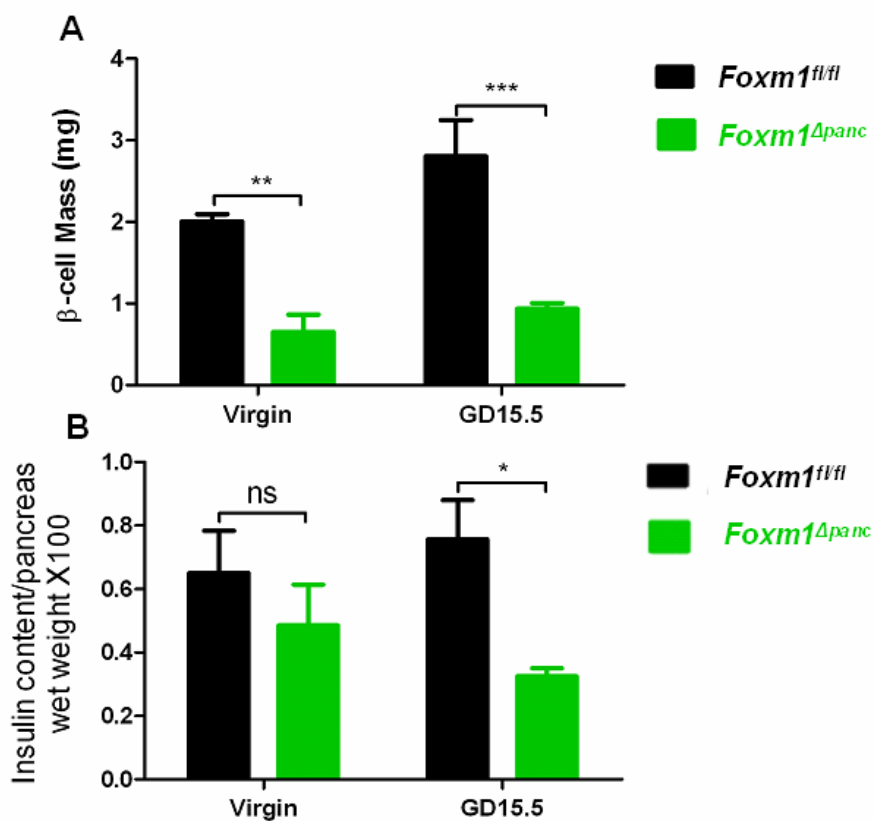 A
β-cell Mass (mg)
4
3
2
1
0
**
***
Virgin
GD15.5
Foxm1fl/fl
Foxm1Δpanc
B
Insulin content/pancreas
wet weight X100
1.0
0.8
0.6
0.4
0.2
0.0
ns
*
Virgin
GD15.5
Foxm1fl/fl
Foxm1Δpanc